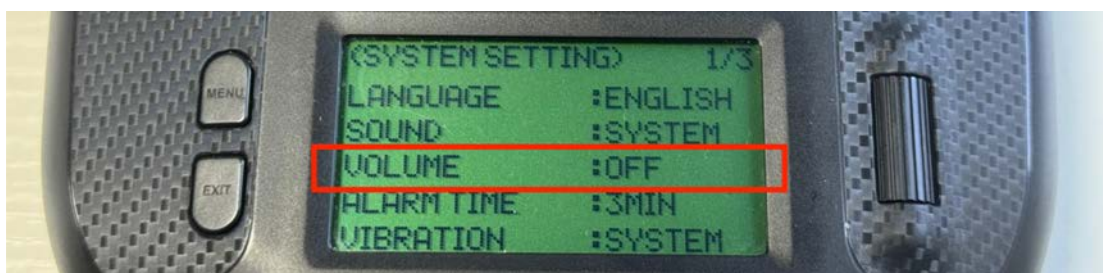 (SYSTEM SETTING) 1/3
MENU
LANGUAGE :ENGLISH
SOUND :SYSTEM
VOLUME :OFF
EXIT
ALARM TIME :3MIN
VIBRATION :SYSTEM